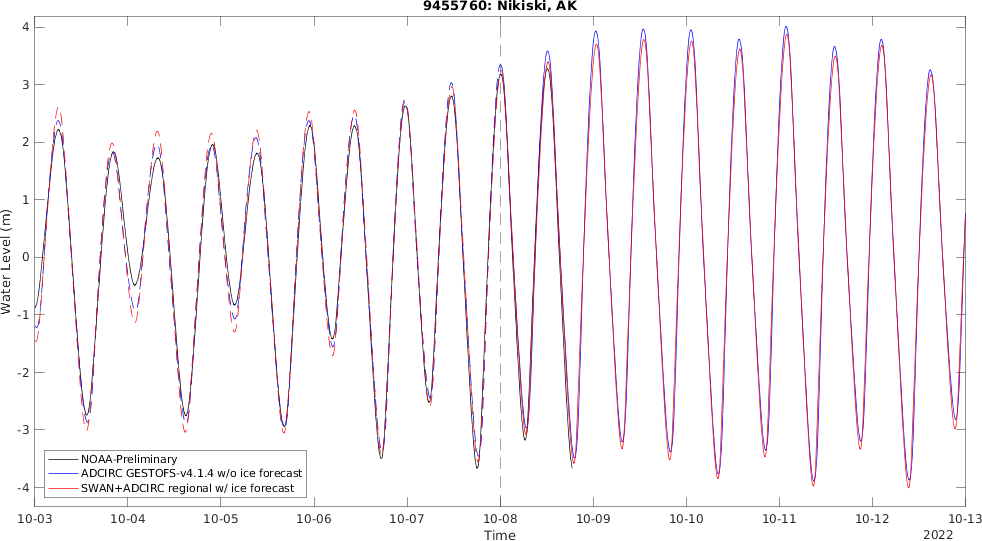 9455760: Nikiski, AK
Water Level (m)
4
3
2
1
0
-1
-2
-3
-4
NOAA-Preliminary
ADCIRC GESTOFS-v4.1.4 w/o ice forecast
SWAN+ADCIRC regional w/ ice forecast
10-03 10-04 10-05 10-06 10-07 10-08 10-09 10-10 10-11 10-12 10-13
Time
2022